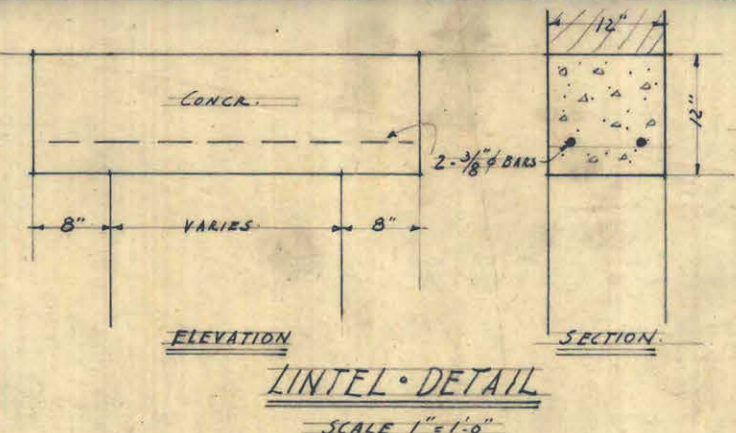 12"
CONCR.
12"
2 - 3/8" ϕ BARS
8"
VARIES.
8"
ELEVATION
SECTION.
LINTEL • DETAIL
SCALE 1" = 1'-0"